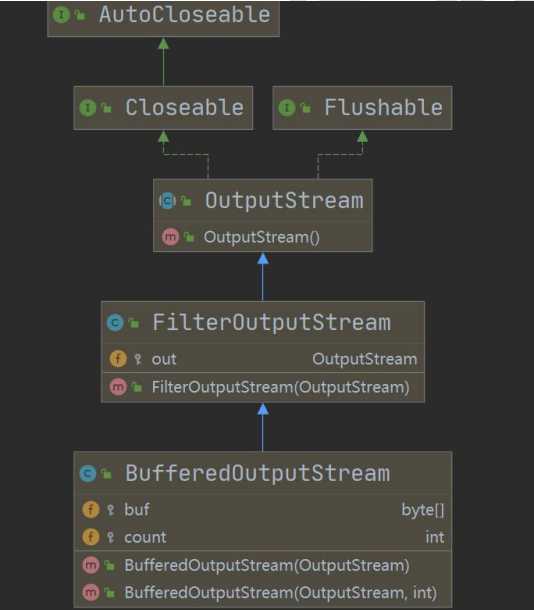 AutoCloseable
Closeable
Flushable
OutputStream
OutputStream()
FilterOutputStream
out OutputStream
FilterOutputStream(OutputStream)
BufferedOutputStream
buf byte[]
count int
BufferedOutputStream(OutputStream)
BufferedOutputStream(OutputStream, int)